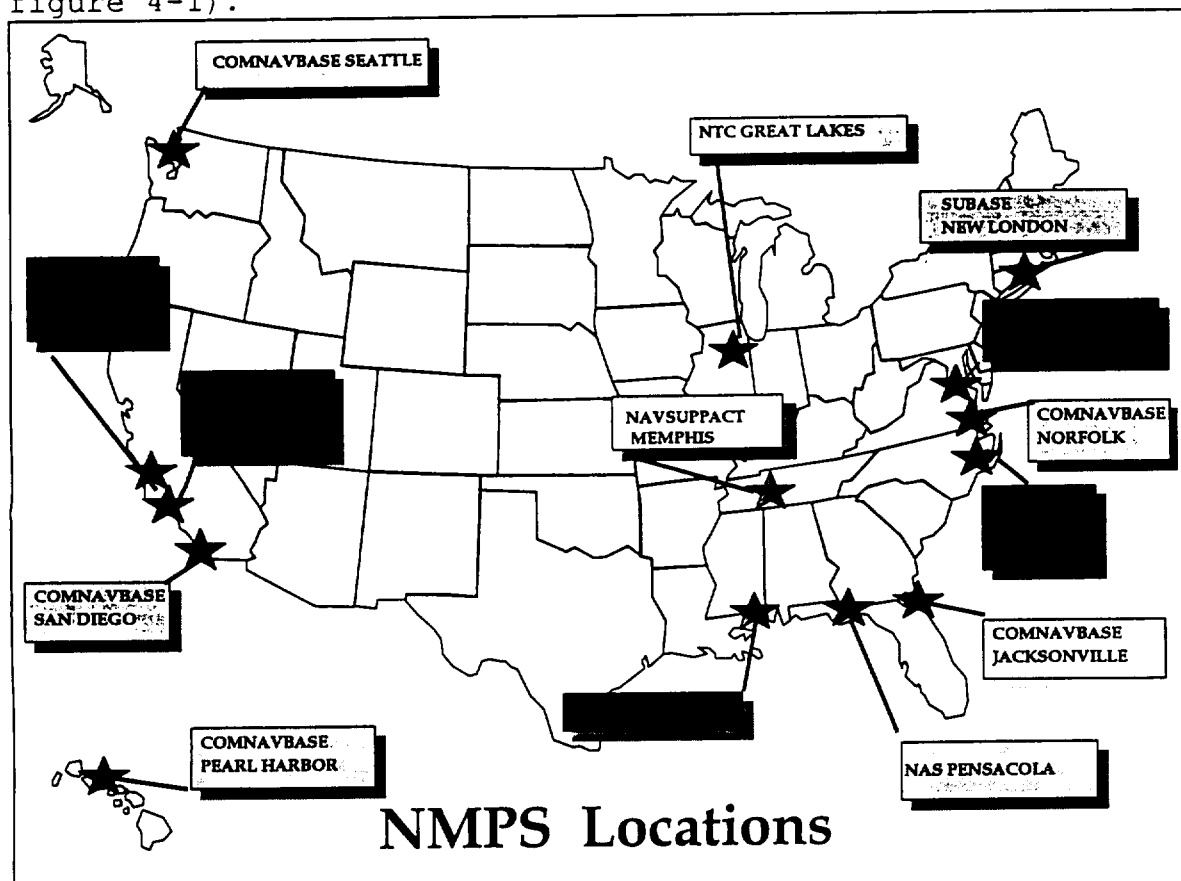 figure 4-1).
COMNAVBASE SEATTLE
NTC GREAT LAKES
SUBASE
NEW LONDON
NAVSUPPACT
MEMPHIS
COMNAVBASE
NORFOLK
COMNAVBASE
SAN DIEGO
COMNAVBASE
JACKSONVILLE
COMNAVBASE
PEARL HARBOR
NAS PENSACOLA
NMPS Locations